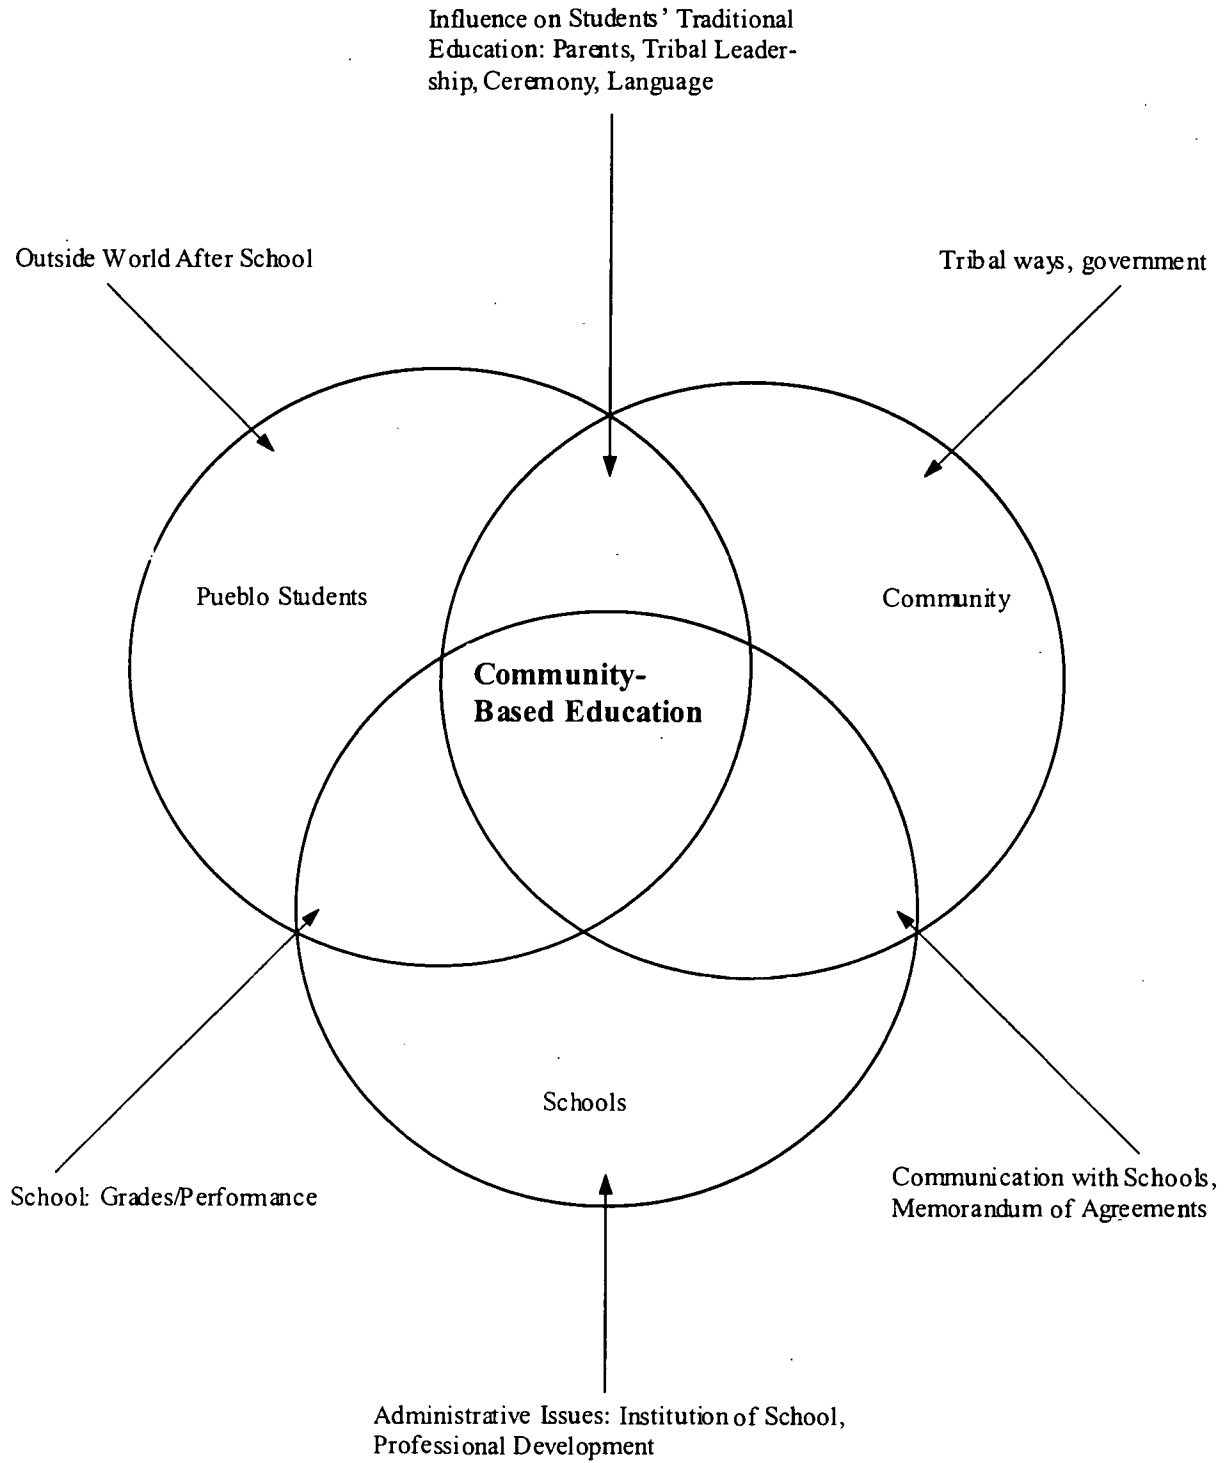 Influence on Students’ Traditional
Education: Parents, Tribal Leader-
ship, Ceremony, Language
Outside World After School
Tribal ways, government
Pueblo Students
Community
Community-
Based Education
Schools
School: Grades/Performance
Communication with Schools,
Memorandum of Agreements
Administrative Issues: Institution of School,
Professional Development